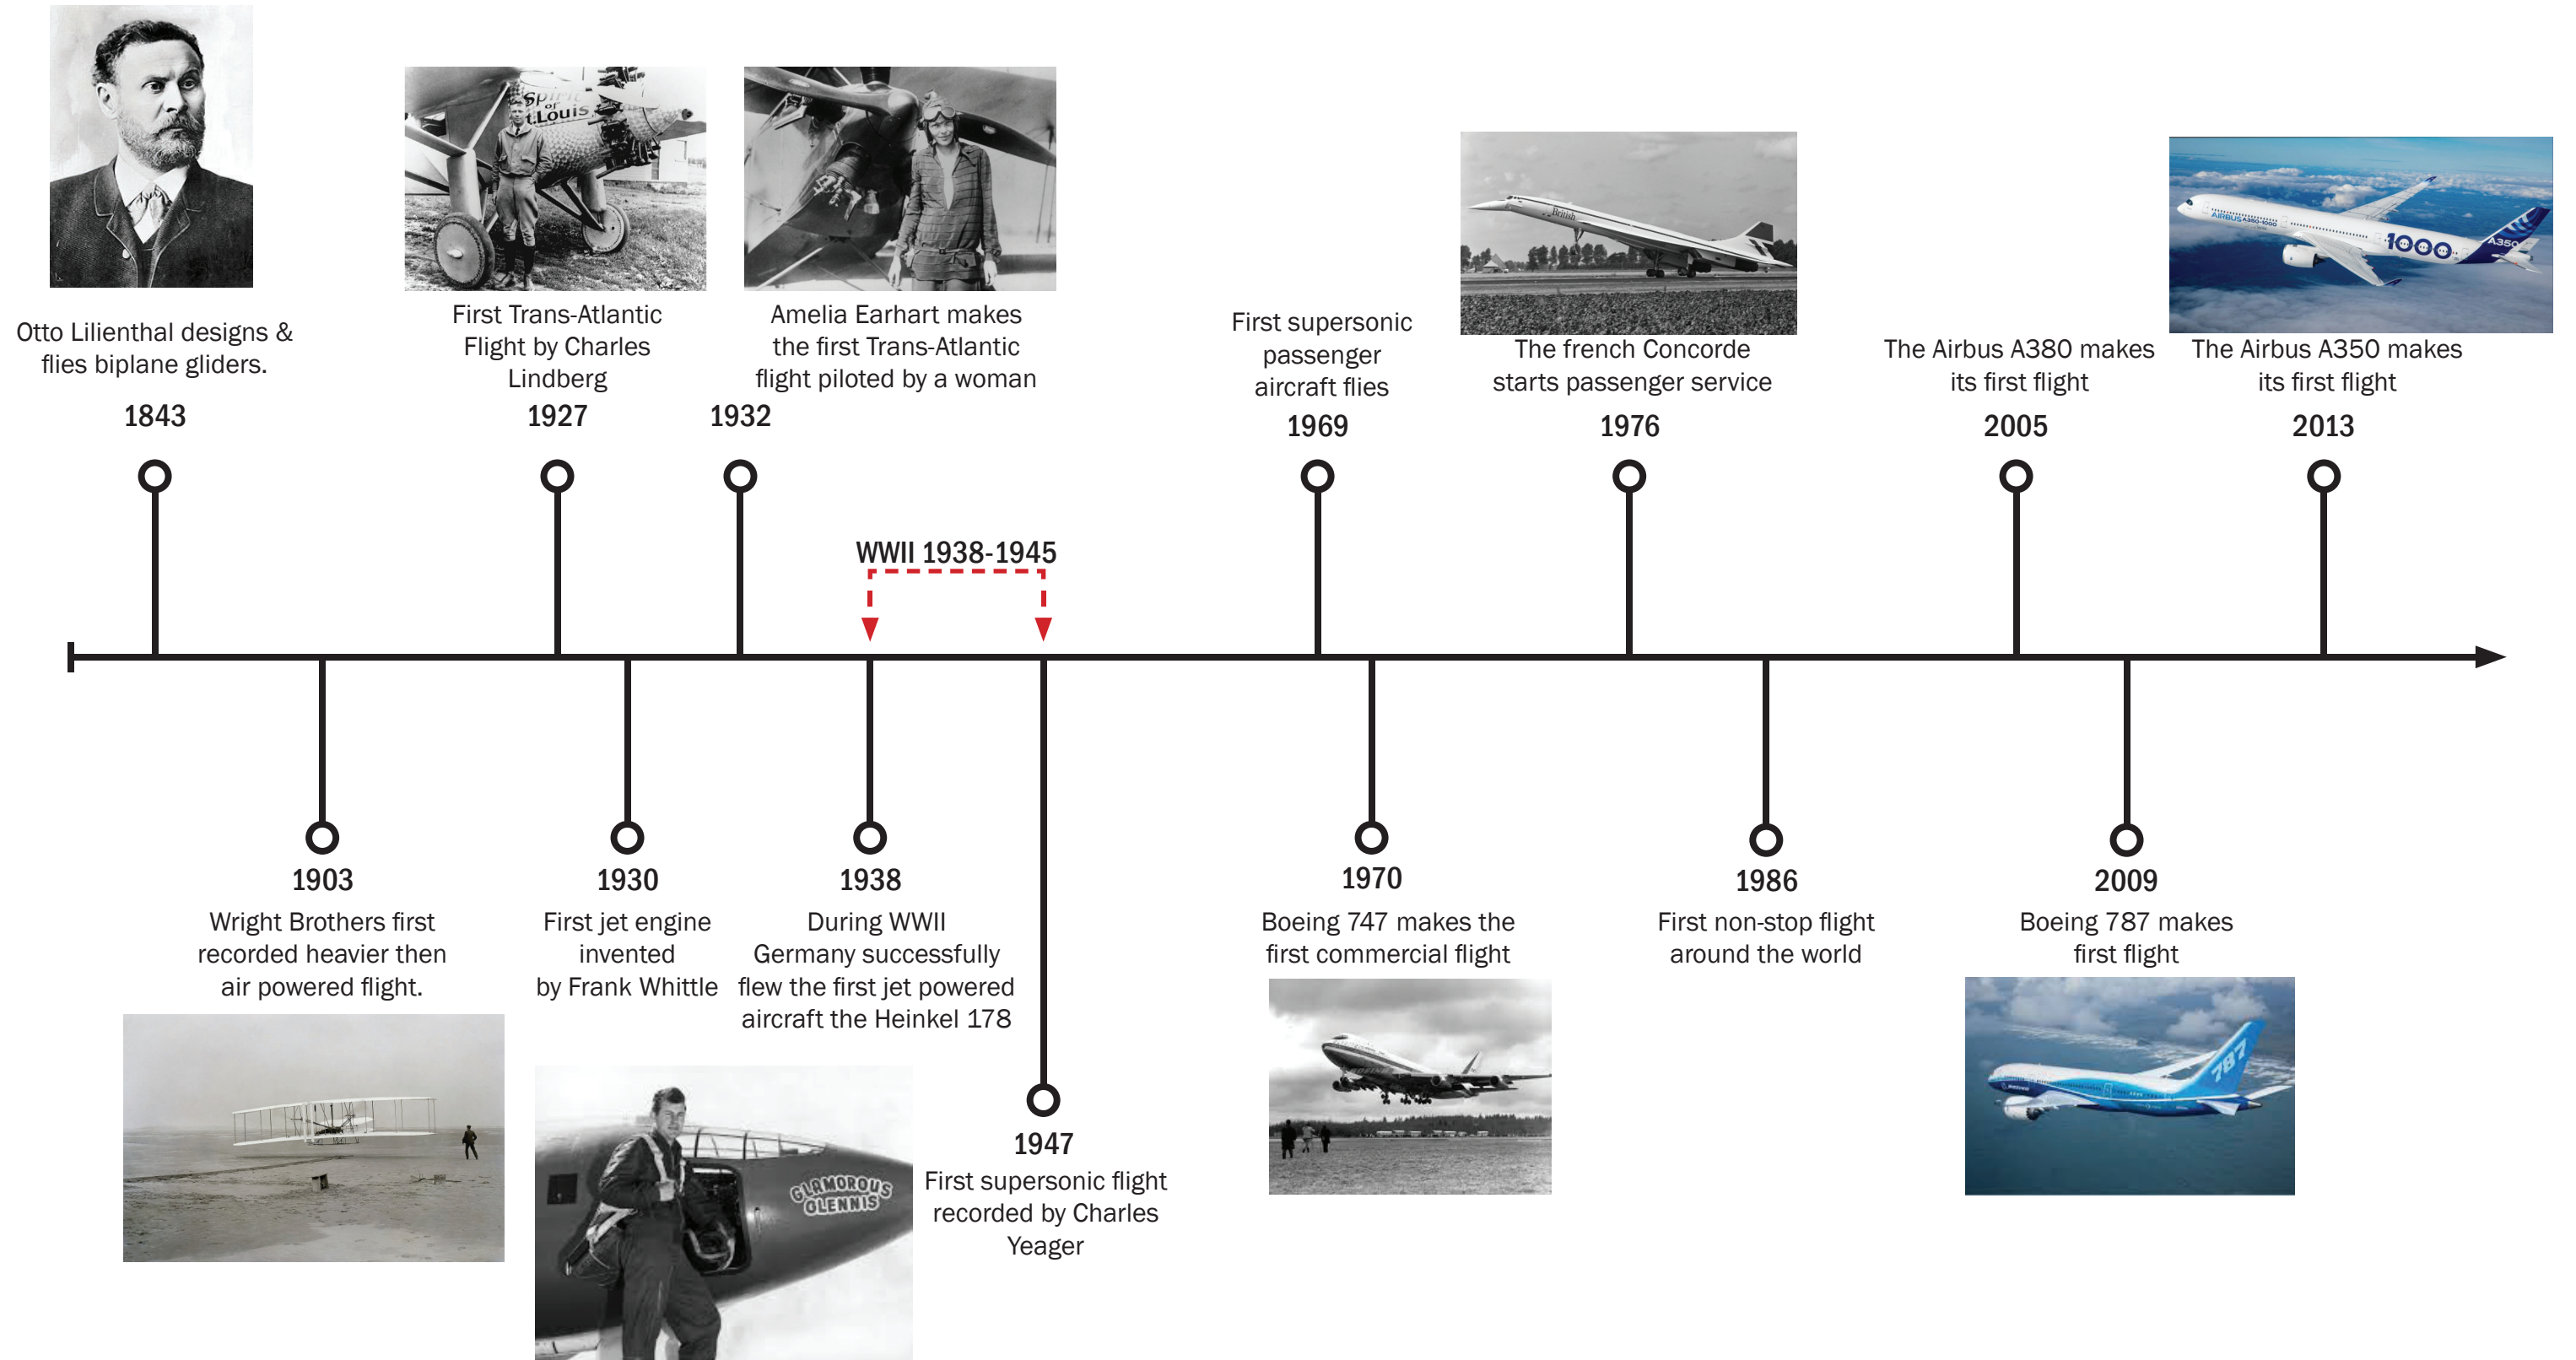 Spirit
of
t.Louis
British
AIRBUS A350-1000
1000
A350
Otto Lilienthal designs &
flies biplane gliders.
1843
First Trans-Atlantic
Flight by Charles
Lindberg
1927
Amelia Earhart makes
the first Trans-Atlantic
flight piloted by a woman
1932
First supersonic
passenger
aircraft flies
1969
The french Concorde
starts passenger service
1976
The Airbus A380 makes
its first flight
2005
The Airbus A350 makes
its first flight
2013
WWII 1938-1945
1903
Wright Brothers first
recorded heavier then
air powered flight.
1930
First jet engine
invented
by Frank Whittle
1938
During WWII
Germany successfully
flew the first jet powered
aircraft the Heinkel 178
GLAMOROUS
GLENNIS
1947
First supersonic flight
recorded by Charles
Yeager
1970
Boeing 747 makes the
first commercial flight
1986
First non-stop flight
around the world
2009
Boeing 787 makes
first flight
787